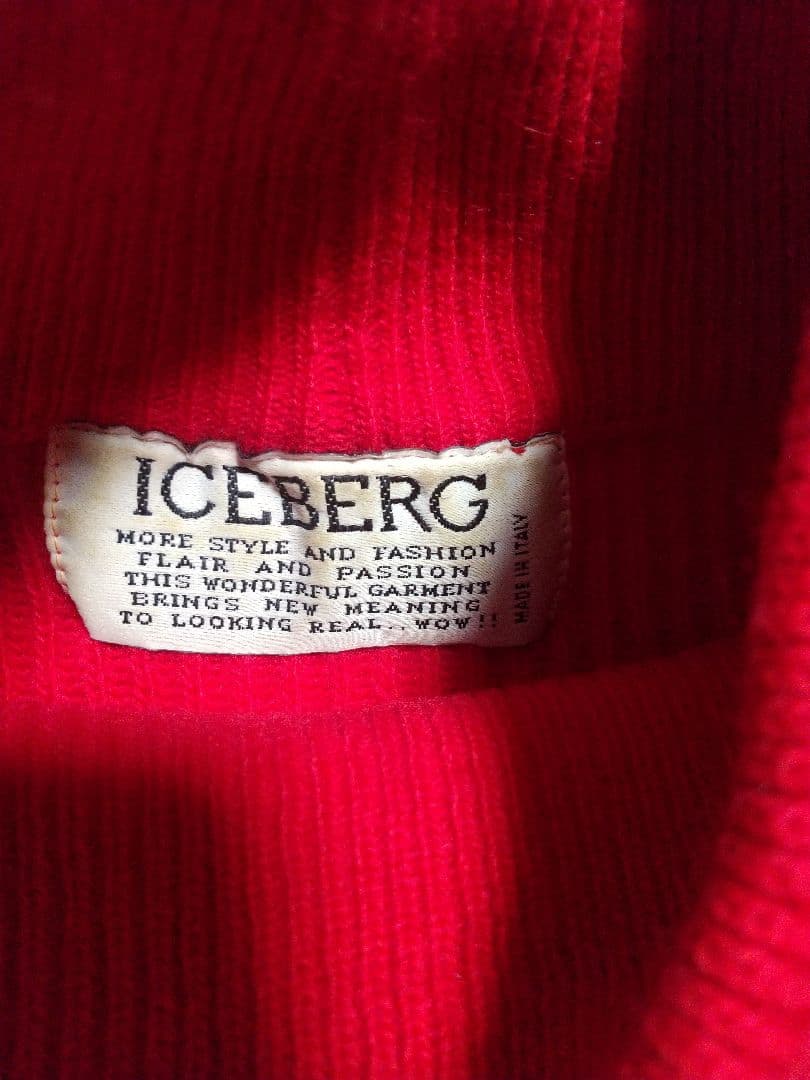 ICEBERG
MORE STYLE AND FASHION
FLAIR AND PASSION
THIS WONDERFUL GARMENT
BRINGS NEW MEANING
TO LOOKING REAL..WOW!!
MADE IN ITALY